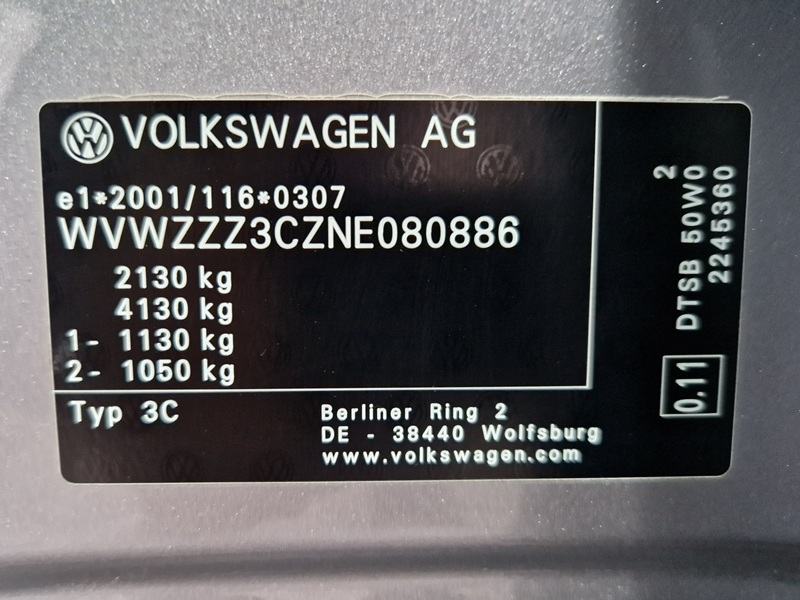 VOLKSWAGEN AG
e1*2001/116*0307
WVWZZZ3CZNE080886
2130 kg
4130 kg
1- 1130 kg
2- 1050 kg
Typ 3C
Berliner Ring 2
DE - 38440 Wolfsburg
www.volkswagen.com
2
DTSB 50W0
2245360
0.11